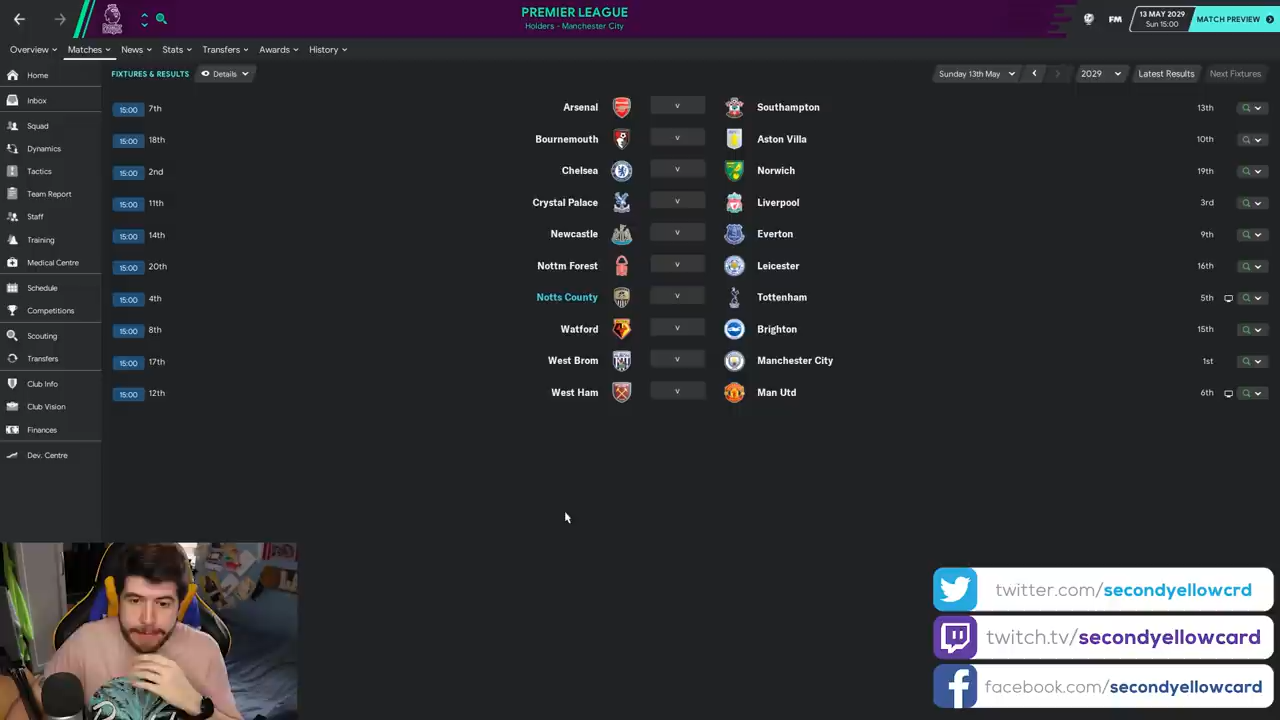 PREMIER LEAGUE
Holders - Manchester City
FM
13 MAY 2029
Sun 15:00
MATCH PREVIEW
Overview
Matches
News
Stats
Transfers
Awards
History
Home
Inbox
Squad
Dynamics
Tactics
Team Report
Staff
Training
Medical Centre
Schedule
Competitions
Scouting
Transfers
Club Info
Club Vision
Finances
Dev. Centre
FIXTURES & RESULTS
Details
Sunday 13th May
2029
Latest Results
Next Fixtures
15:00 7th Arsenal v Southampton 13th
15:00 18th Bournemouth v Aston Villa 10th
15:00 2nd Chelsea v Norwich 19th
15:00 11th Crystal Palace v Liverpool 3rd
15:00 14th Newcastle v Everton 9th
15:00 20th Nottm Forest v Leicester 16th
15:00 4th Notts County v Tottenham 5th
15:00 8th Watford v Brighton 15th
15:00 17th West Brom v Manchester City 1st
15:00 12th West Ham v Man Utd 6th
twitter.com/secondyellowcrd
twitch.tv/secondyellowcard
facebook.com/secondyellowcard